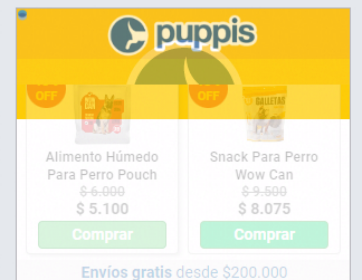 puppis
OFF
OFF
GALLETAS
Alimento Húmedo
Para Perro Pouch
$ 6.000
$ 5.100
Comprar
Snack Para Perro
Wow Can
$ 9.500
$ 8.075
Comprar
Envíos gratis desde $200.000